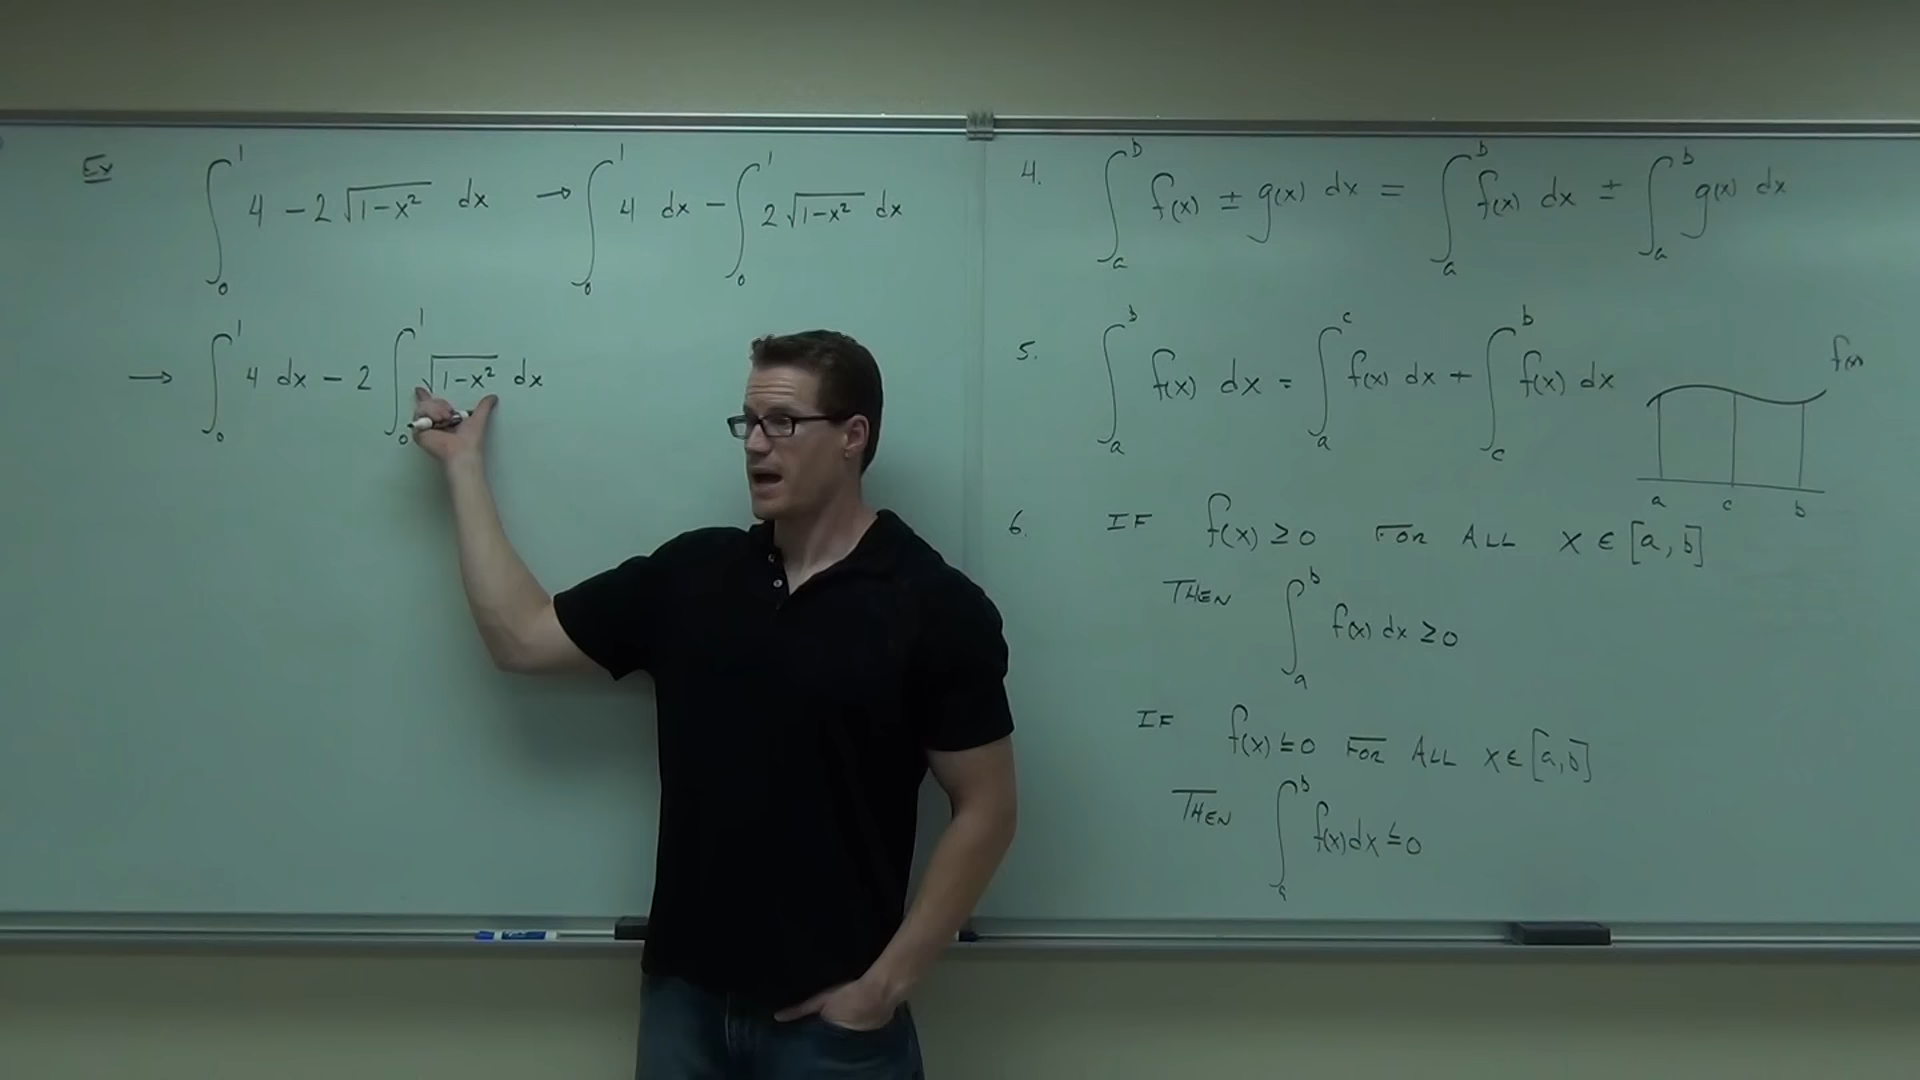 Ex ∫₀¹ 4 − 2√(1−x²) dx → ∫₀¹ 4 dx − ∫₀¹ 2√(1−x²) dx
→ ∫₀¹ 4 dx − 2 ∫₀¹ √(1−x²) dx
4. ∫ₐᵇ f(x) ± g(x) dx = ∫ₐᵇ f(x) dx ± ∫ₐᵇ g(x) dx
5. ∫ₐᵇ f(x) dx = ∫ₐᶜ f(x) dx + ∫꜀ᵇ f(x) dx
f(x)
a c b
6. IF f(x) ≥ 0 FOR ALL x ∈ [a, b]
THEN ∫ₐᵇ f(x) dx ≥ 0
IF f(x) ≤ 0 FOR ALL x ∈ [a, b]
THEN ∫ₐᵇ f(x) dx ≤ 0